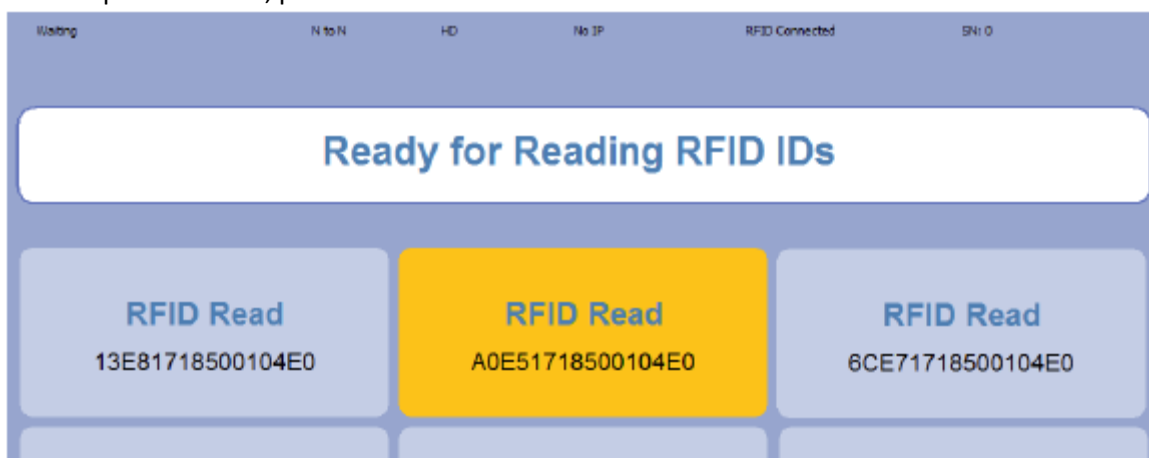 Waiting N to N HD No IP RFID Connected SN: 0
Ready for Reading RFID IDs
RFID Read RFID Read RFID Read
13E81718500104E0 A0E51718500104E0 6CE71718500104E0